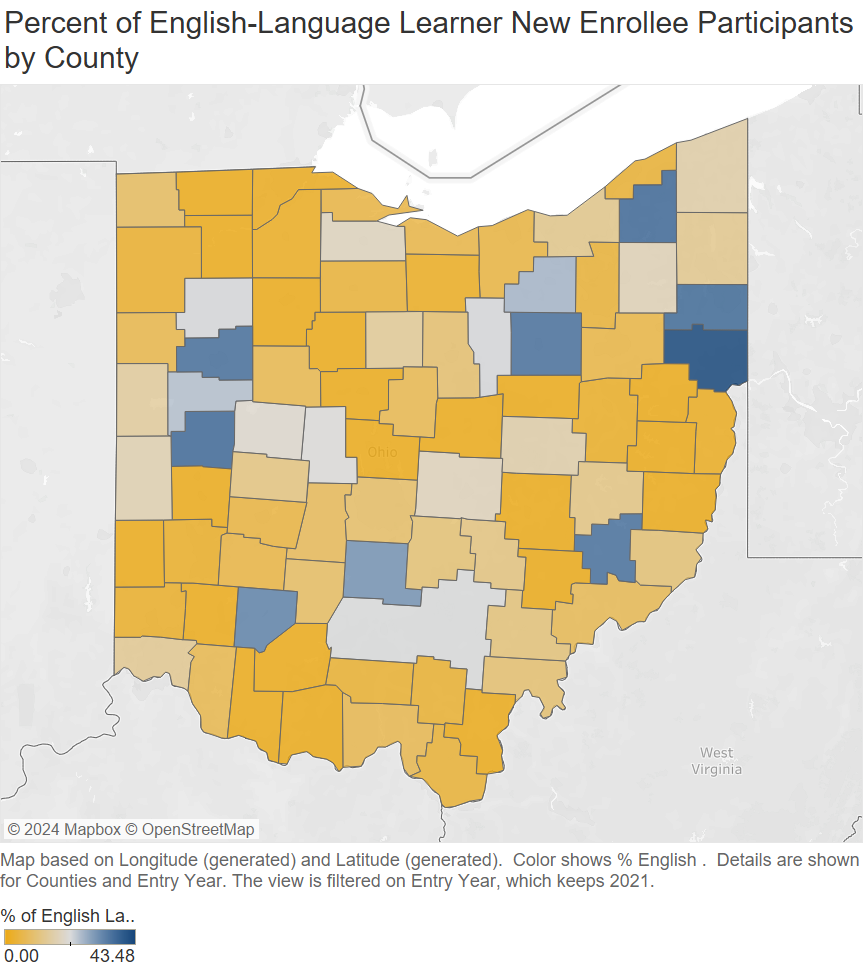 Percent of English-Language Learner New Enrollee Participants
by County
Ohio
West
Virginia
© 2024 Mapbox © OpenStreetMap
Map based on Longitude (generated) and Latitude (generated).  Color shows % English .  Details are shown
for Counties and Entry Year. The view is filtered on Entry Year, which keeps 2021.
% of English La..
0.00 43.48